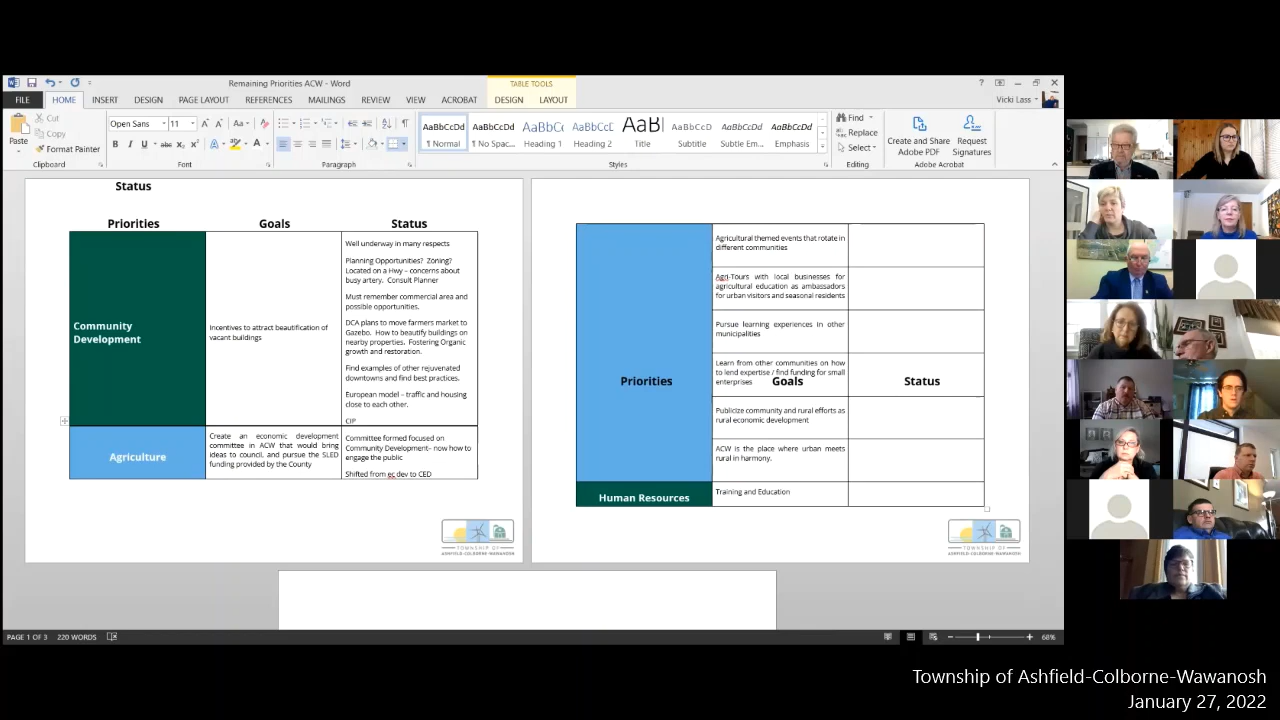 Remaining Priorities ACW - Word
TABLE TOOLS
FILE HOME INSERT DESIGN PAGE LAYOUT REFERENCES MAILINGS REVIEW VIEW ACROBAT DESIGN LAYOUT
Vicki Lass
Paste
Cut
Copy
Format Painter
Clipboard
Open Sans 11
Font
Paragraph
AaBbCcDd AaBbCcDd AaBbC( AaBbCcC AaBl AaBbCcD AaBbCcDd AaBbCcDd
¶ Normal ¶ No Spac... Heading 1 Heading 2 Title Subtitle Subtle Em... Emphasis
Styles
Find
Replace
Select
Editing
Create and Share
Adobe PDF
Request
Signatures
Adobe Acrobat
Status
Priorities Goals Status
Community
Development
Incentives to attract beautification of
vacant buildings
Well underway in many respects
Planning Opportunities? Zoning?
Located on a Hwy – concerns about
busy artery. Consult Planner
Must remember commercial area and
possible opportunities.
DCA plans to move farmers market to
Gazebo. How to beautify buildings on
nearby properties. Fostering Organic
growth and restoration.
Find examples of other rejuvenated
downtowns and find best practices.
European model – traffic and housing
close to each other.
CIP
Agriculture
Create an economic development
committee in ACW that would bring
ideas to council, and pursue the SLED
funding provided by the County
Committee formed focused on
Community Development– now how to
engage the public
Shifted from ec dev to CED
TOWNSHIP OF
ASHFIELD-COLBORNE-WAWANOSH
Agricultural themed events that rotate in
different communities
Agri-Tours with local businesses for
agricultural education as ambassadors
for urban visitors and seasonal residents
Pursue learning experiences in other
municipalities
Learn from other communities on how
to lend expertise / find funding for small
enterprises
Priorities Goals Status
Publicize community and rural efforts as
rural economic development
ACW is the place where urban meets
rural in harmony.
Human Resources
Training and Education
TOWNSHIP OF
ASHFIELD-COLBORNE-WAWANOSH
PAGE 1 OF 3 220 WORDS
68%
Township of Ashfield-Colborne-Wawanosh
January 27, 2022